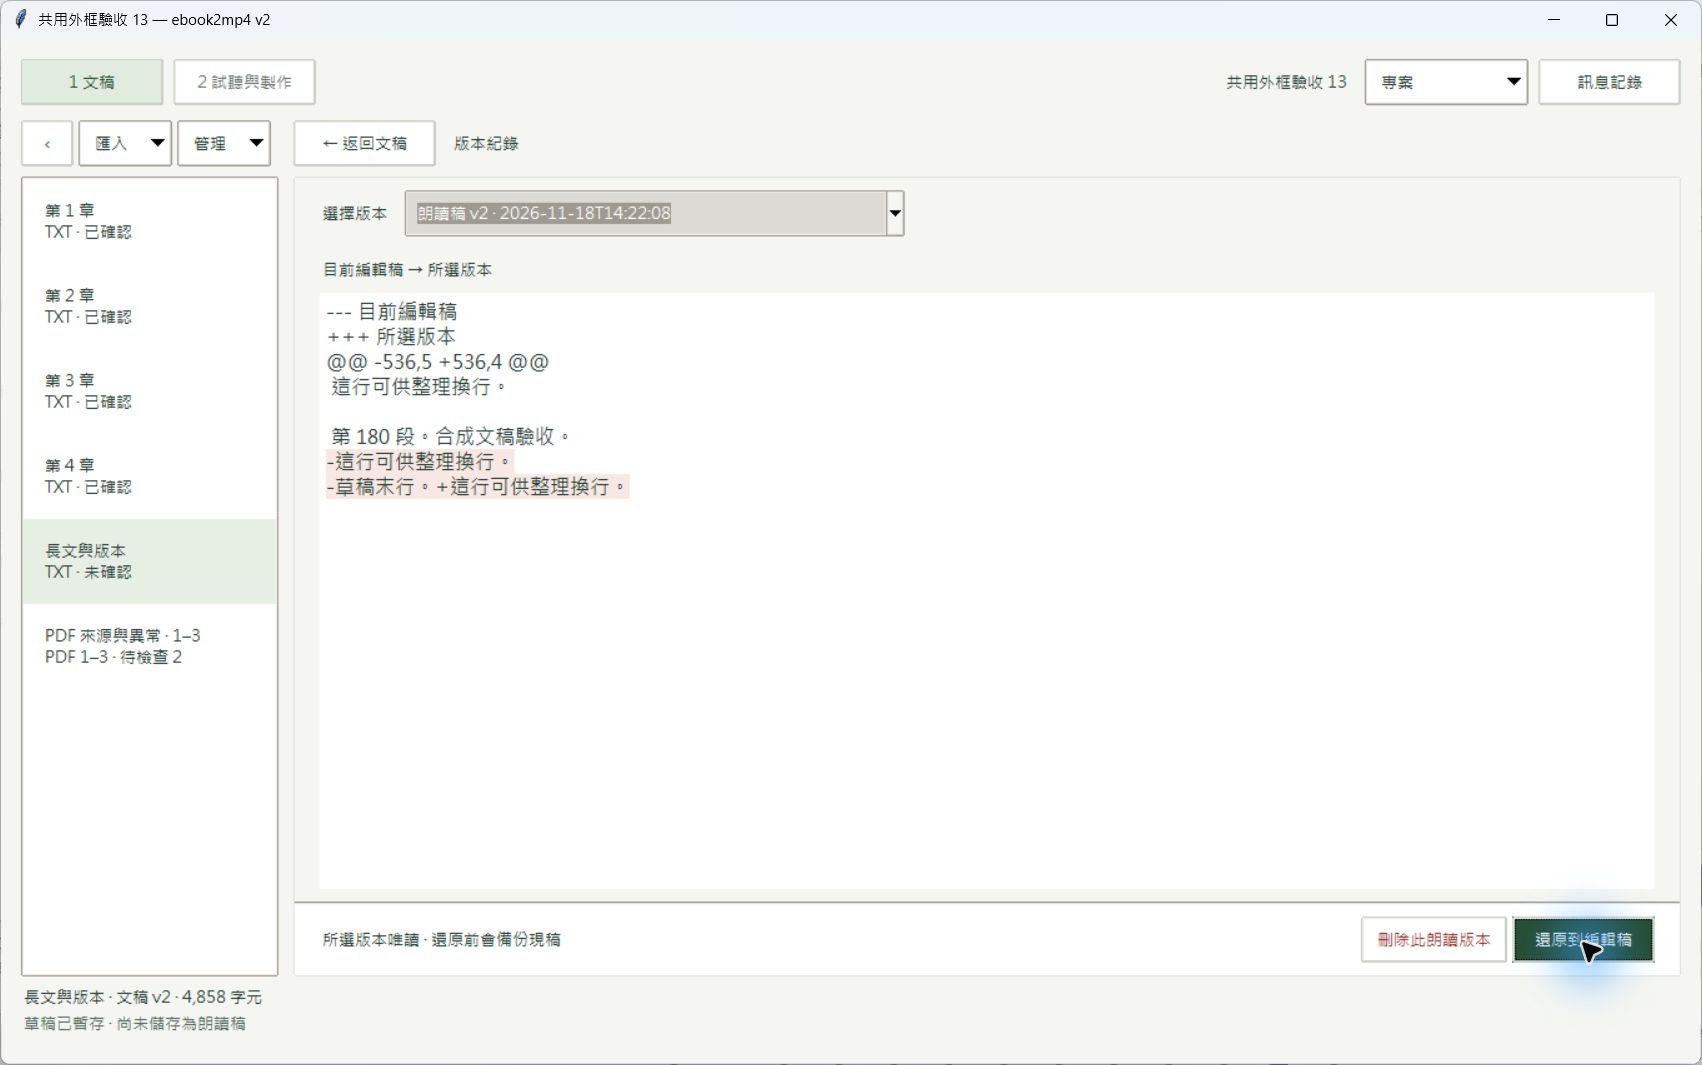 共用外框驗收 13 — ebook2mp4 v2
1 文稿
2 試聽與製作
共用外框驗收 13
專案
訊息記錄
‹
匯入
管理
← 返回文稿
版本紀錄
第 1 章
TXT · 已確認
第 2 章
TXT · 已確認
第 3 章
TXT · 已確認
第 4 章
TXT · 已確認
長文與版本
TXT · 未確認
PDF 來源與異常 · 1–3
PDF 1–3 · 待檢查 2
選擇版本
朗讀稿 v2 · 2026-11-18T14:22:08
目前編輯稿 → 所選版本
--- 目前編輯稿
+++ 所選版本
@@ -536,5 +536,4 @@
這行可供整理換行。
第 180 段。合成文稿驗收。
-這行可供整理換行。
-草稿末行。+這行可供整理換行。
所選版本唯讀 · 還原前會備份現稿
刪除此朗讀版本
還原到編輯稿
長文與版本 · 文稿 v2 · 4,858 字元
草稿已暫存 · 尚未儲存為朗讀稿